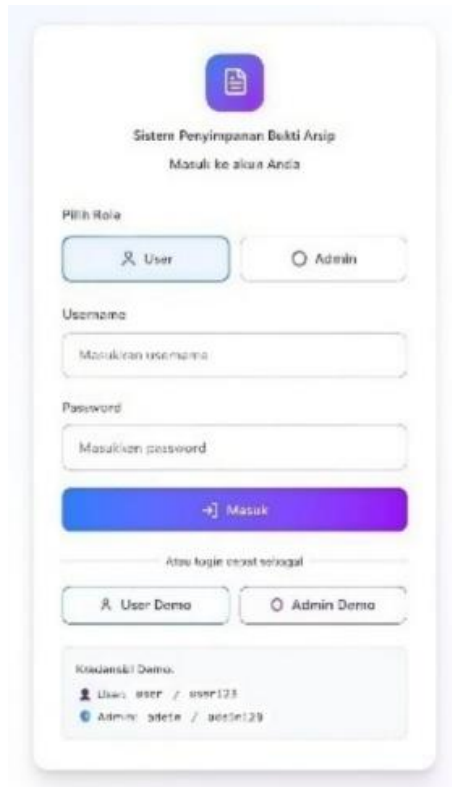 Sistem Penyimpanan Bukti Arsip
Masuk ke akun Anda
Pilih Role
User
Admin
Username
Masukkan username
Password
Masukkan password
Masuk
Atau login cepat sebagai
User Demo
Admin Demo
Kredensial Demo:
User: user / user123
Admin: /